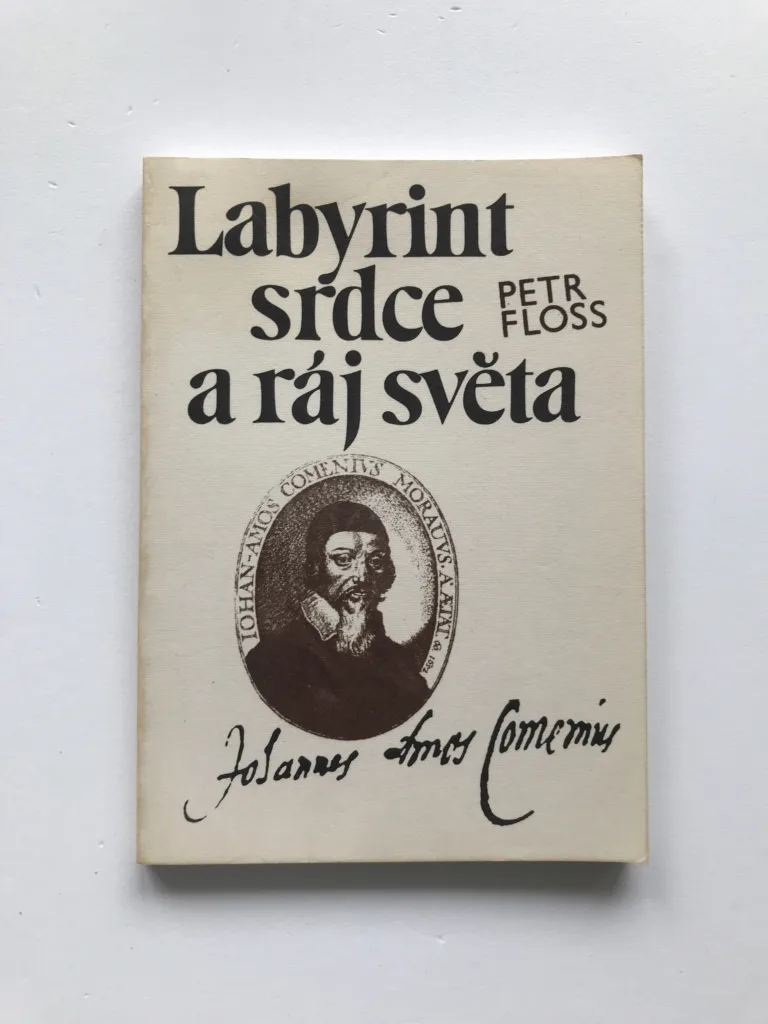 Labyrint
srdce
a ráj světa
PETR
FLOSS
IOHAN-AMOS COMENIVS MORAVVS. A ÆTAT.
Johannes Amos Comenius